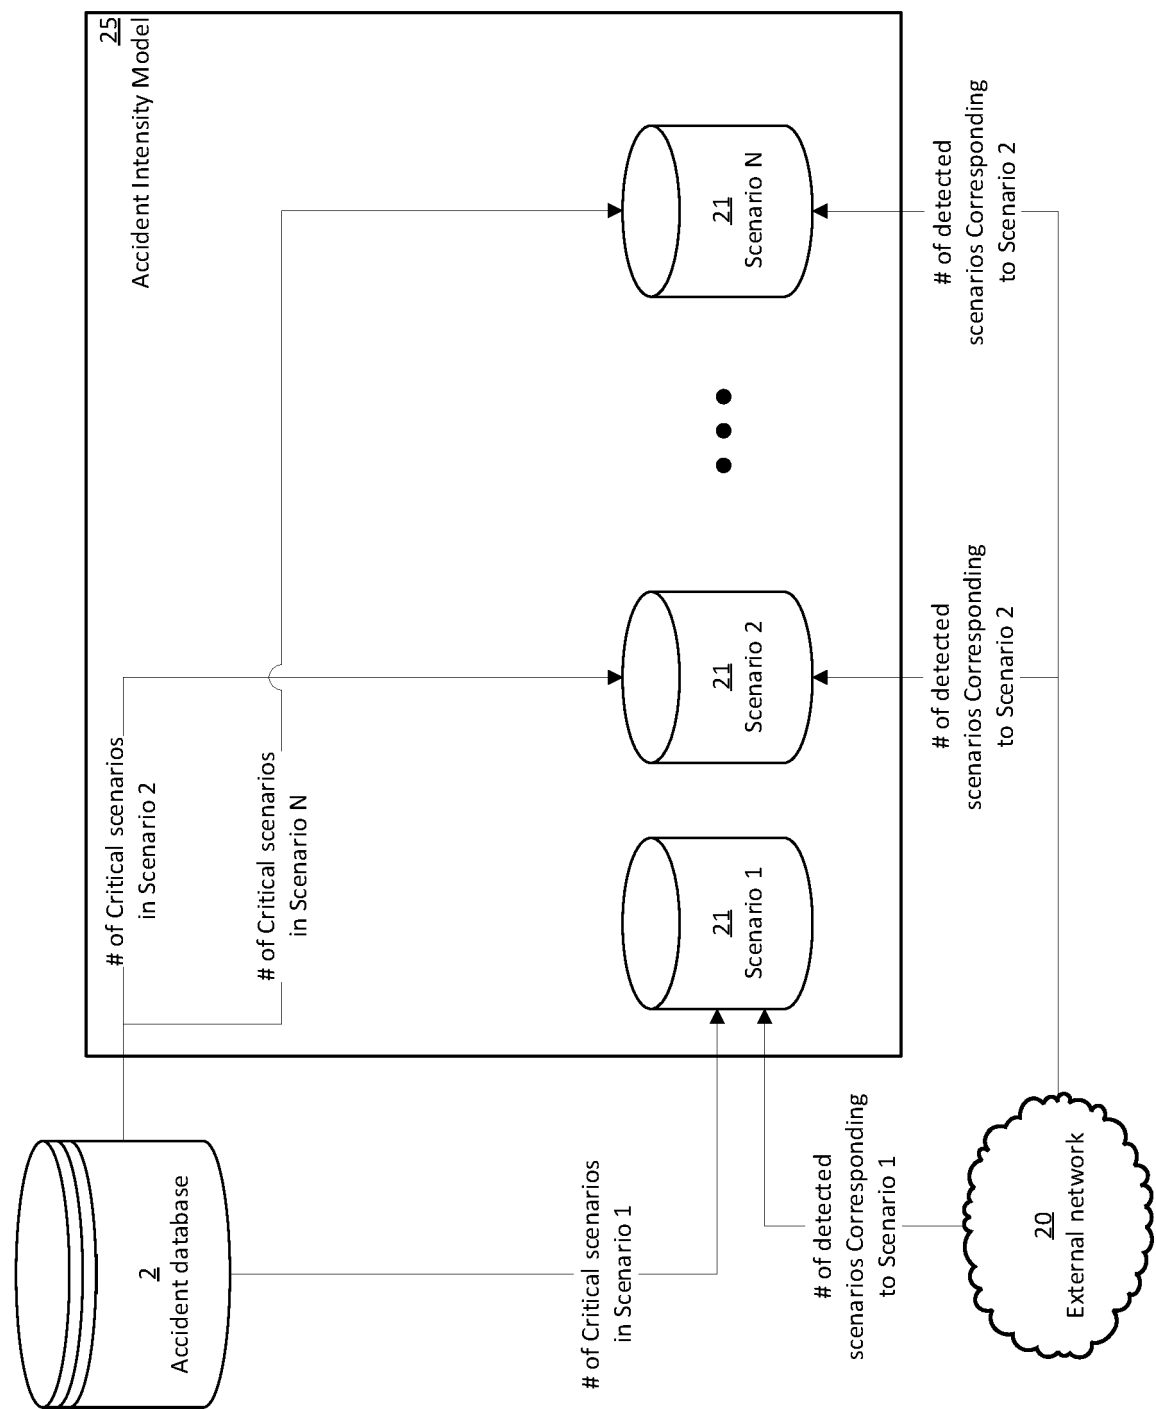 25
Accident Intensity Model
# of Critical scenarios
in Scenario 2
# of Critical scenarios
in Scenario N
2
Accident database
# of Critical scenarios
in Scenario 1
21
Scenario 1
21
Scenario 2
21
Scenario N
# of detected
scenarios Corresponding
to Scenario 1
# of detected
scenarios Corresponding
to Scenario 2
# of detected
scenarios Corresponding
to Scenario 2
20
External network